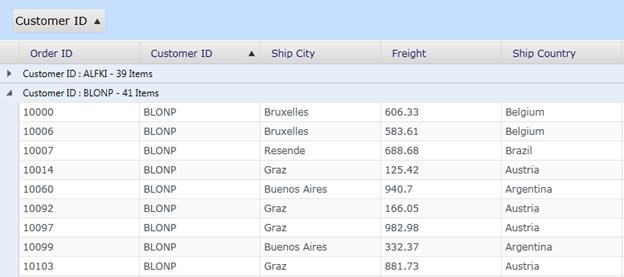 Customer ID ▲
Order ID Customer ID ▲ Ship City Freight Ship Country
Customer ID : ALFKI - 39 Items
Customer ID : BLONP - 41 Items
10000 BLONP Bruxelles 606.33 Belgium
10006 BLONP Bruxelles 583.61 Belgium
10007 BLONP Resende 688.68 Brazil
10014 BLONP Graz 125.42 Austria
10060 BLONP Buenos Aires 940.7 Argentina
10092 BLONP Graz 166.05 Austria
10097 BLONP Graz 982.98 Austria
10099 BLONP Buenos Aires 332.37 Argentina
10103 BLONP Graz 881.73 Austria